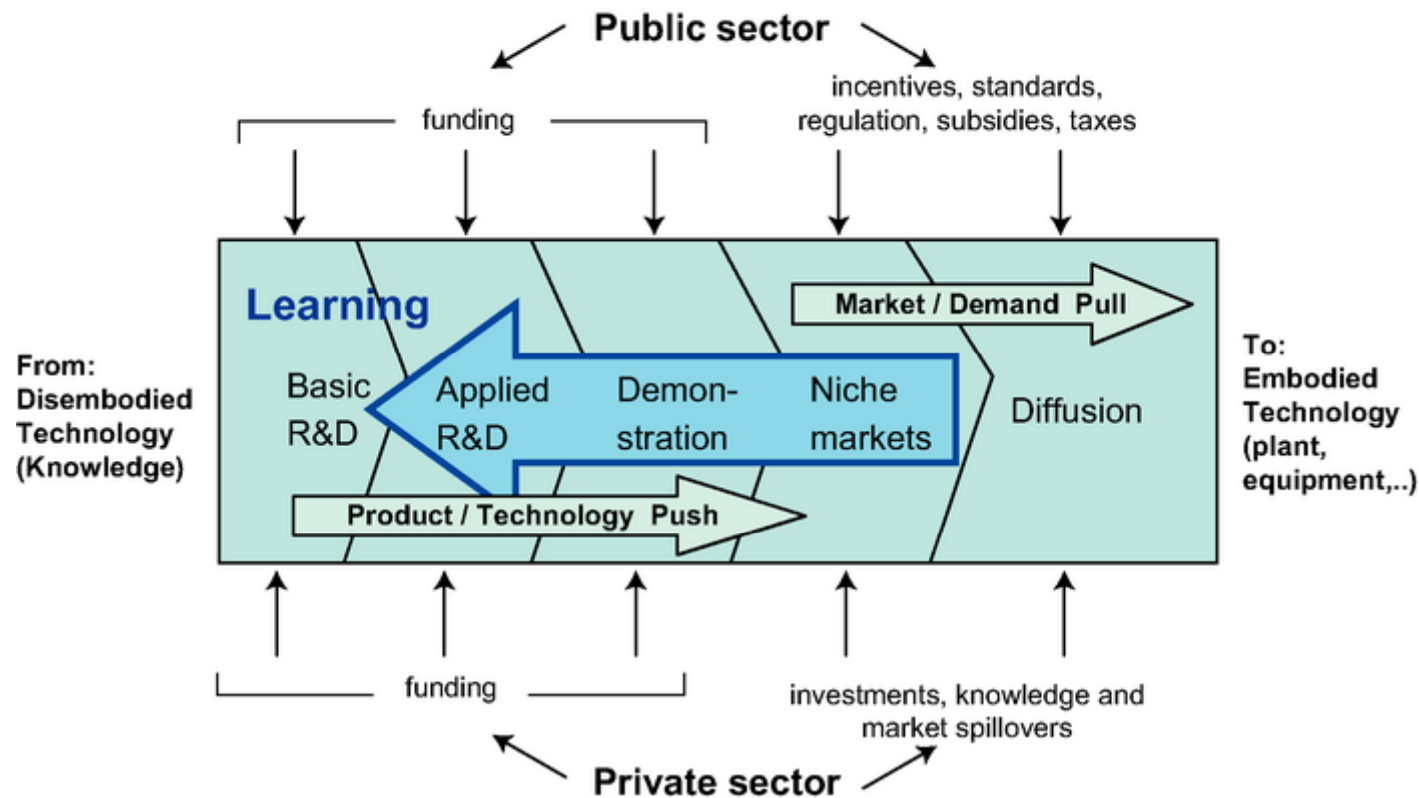 Public sector
funding
incentives, standards,
regulation, subsidies, taxes
Learning
Market / Demand Pull
From:
Disembodied
Technology
(Knowledge)
Basic
R&D
Applied
R&D
Demon-
stration
Niche
markets
Diffusion
To:
Embodied
Technology
(plant,
equipment,..)
Product / Technology Push
funding
investments, knowledge and
market spillovers
Private sector